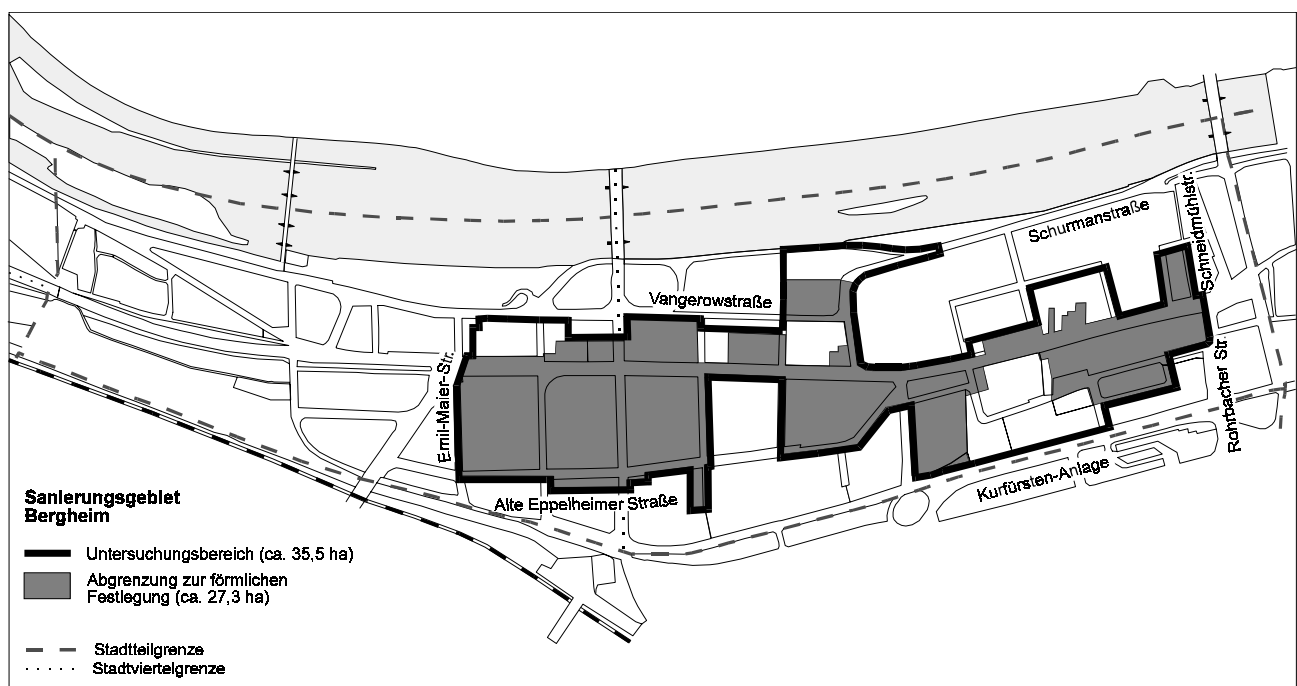 Schneidmühlstr.
Schurmanstraße
Vangerowstraße
Emil-Maier-Str.
Rohrbacher Str.
Kurfürsten-Anlage
Alte Eppelheimer Straße
Sanierungsgebiet
Bergheim
Untersuchungsbereich (ca. 35,5 ha)
Abgrenzung zur förmlichen
Festlegung (ca. 27,3 ha)
Stadtteilgrenze
Stadtviertelgrenze